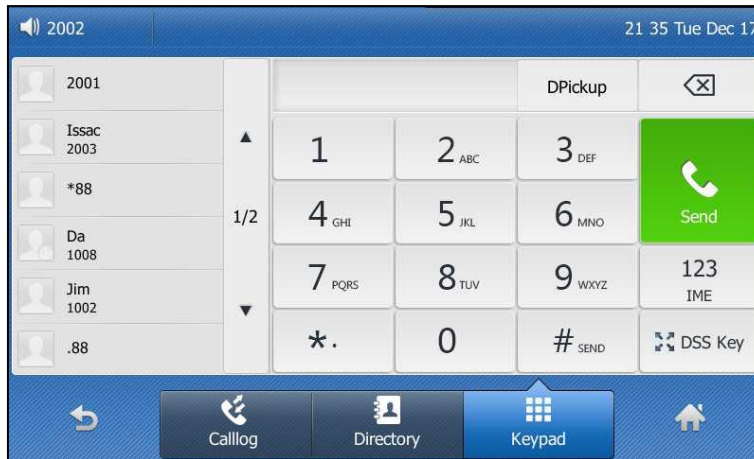 2002
21 35 Tue Dec 17
2001
Issac
2003
*88
Da
1008
Jim
1002
.88
1/2
DPickup
1
2 ABC
3 DEF
Send
4 GHI
5 JKL
6 MNO
7 PQRS
8 TUV
9 WXYZ
123
IME
*.
0
# SEND
DSS Key
Calllog
Directory
Keypad